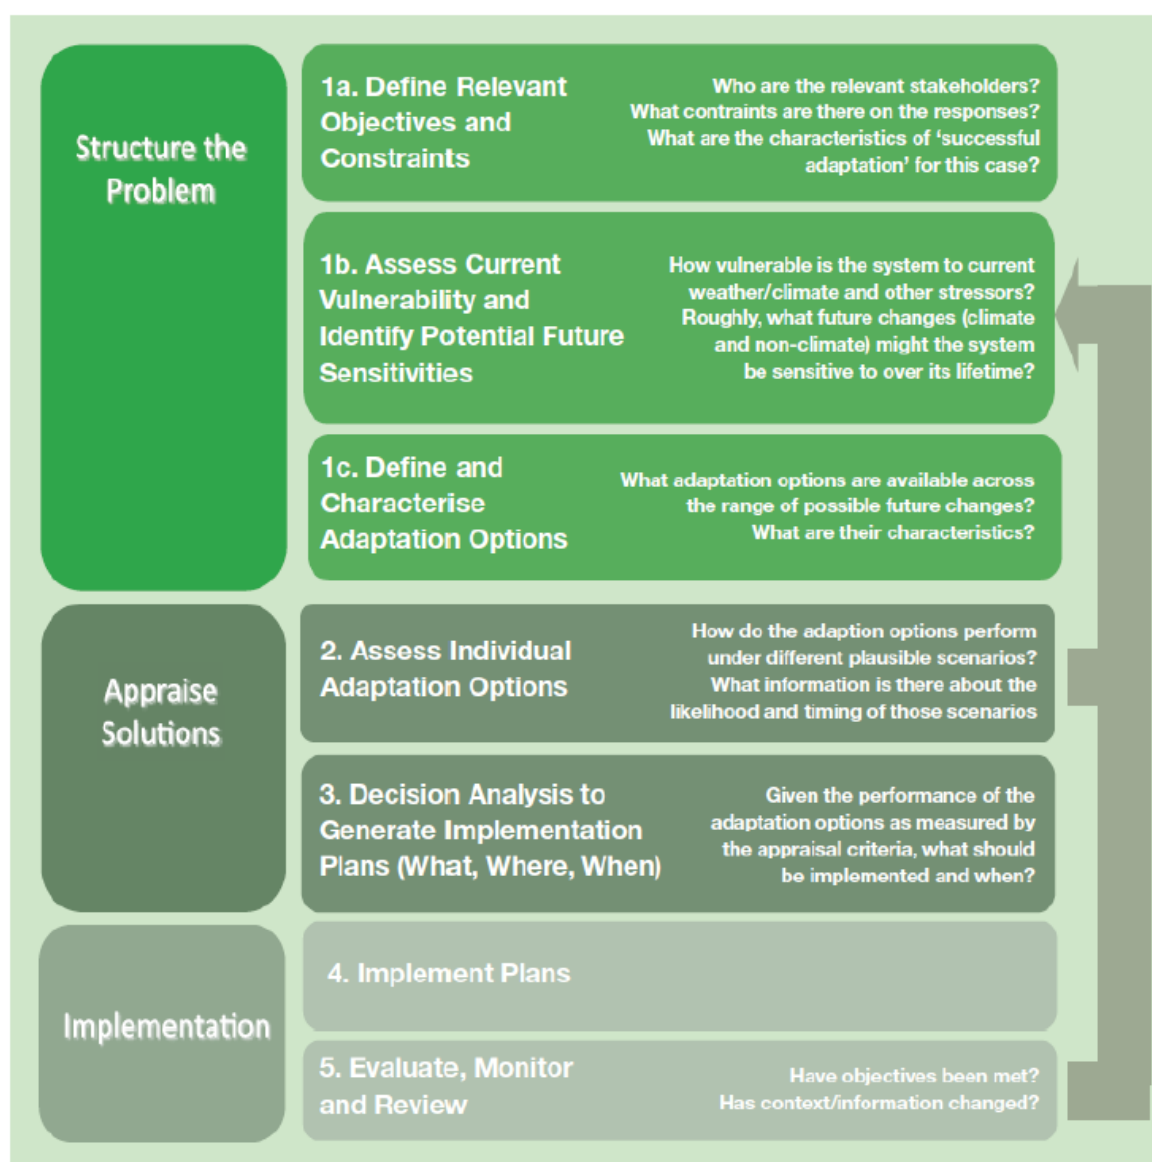 Structure the
Problem
1a. Define Relevant
Objectives and
Constraints
Who are the relevant stakeholders?
What contraints are there on the responses?
What are the characteristics of ‘successful
adaptation’ for this case?
1b. Assess Current
Vulnerability and
Identify Potential Future
Sensitivities
How vulnerable is the system to current
weather/climate and other stressors?
Roughly, what future changes (climate
and non-climate) might the system
be sensitive to over its lifetime?
1c. Define and
Characterise
Adaptation Options
What adaptation options are available across
the range of possible future changes?
What are their characteristics?
Appraise
Solutions
2. Assess Individual
Adaptation Options
How do the adaption options perform
under different plausible scenarios?
What information is there about the
likelihood and timing of those scenarios
3. Decision Analysis to
Generate Implementation
Plans (What, Where, When)
Given the performance of the
adaptation options as measured by
the appraisal criteria, what should
be implemented and when?
Implementation
4. Implement Plans
5. Evaluate, Monitor
and Review
Have objectives been met?
Has context/information changed?